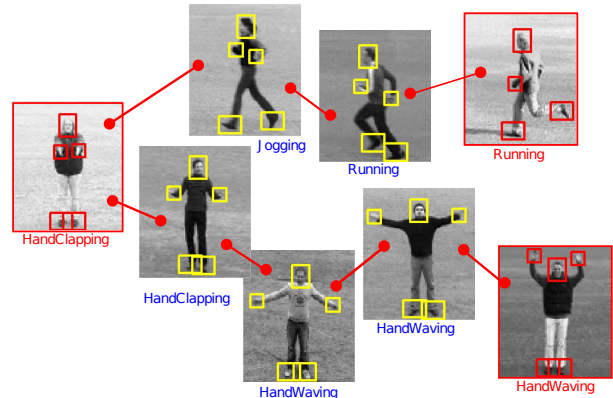 Jogging
Running
Running
HandClapping
HandClapping
HandWaving
HandWaving
HandWaving